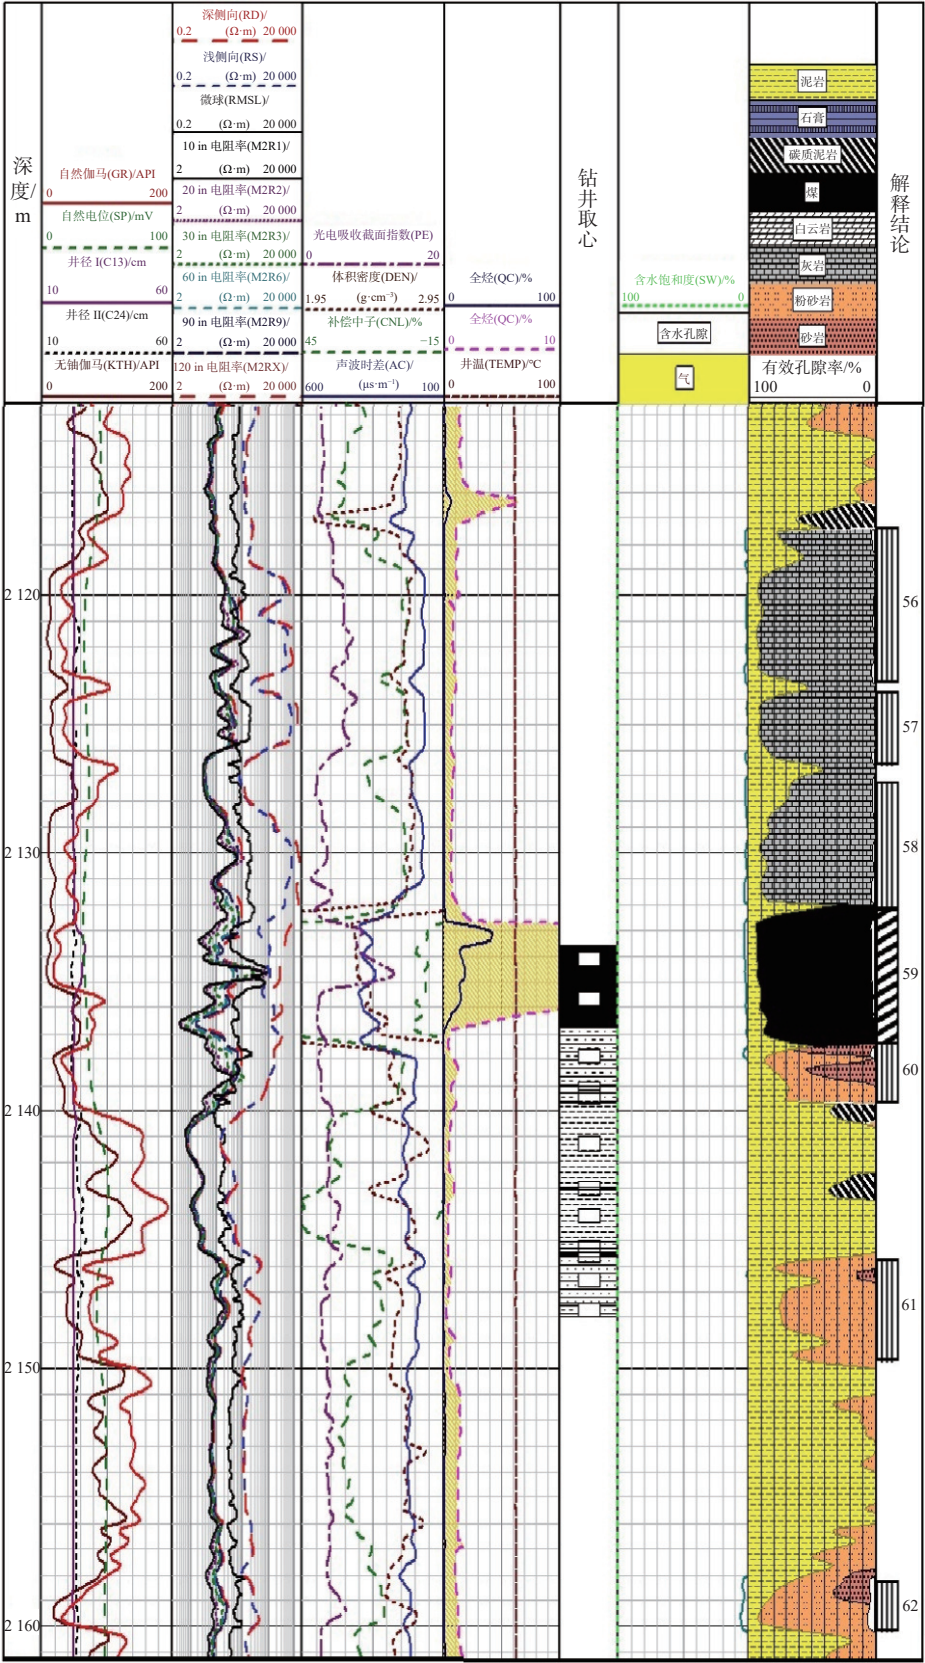 深度/m
自然伽马(GR)/API
0 200
自然电位(SP)/mV
0 100
井径 I(C13)/cm
10 60
井径 II(C24)/cm
10 60
无铀伽马(KTH)/API
0 200
深侧向(RD)/
0.2 (Ω·m) 20 000
浅侧向(RS)/
0.2 (Ω·m) 20 000
微球(RMSL)/
0.2 (Ω·m) 20 000
10 in 电阻率(M2R1)/
2 (Ω·m) 20 000
20 in 电阻率(M2R2)/
2 (Ω·m) 20 000
30 in 电阻率(M2R3)/
2 (Ω·m) 20 000
60 in 电阻率(M2R6)/
2 (Ω·m) 20 000
90 in 电阻率(M2R9)/
2 (Ω·m) 20 000
120 in 电阻率(M2RX)/
2 (Ω·m) 20 000
光电吸收截面指数(PE)
0 20
体积密度(DEN)/
1.95 (g·cm⁻³) 2.95
补偿中子(CNL)/%
45 −15
声波时差(AC)/
600 (μs·m⁻¹) 100
全烃(QC)/%
0 100
全烃(QC)/%
0 10
井温(TEMP)/℃
0 100
钻井取心
含水饱和度(SW)/%
100 0
含水孔隙
气
泥岩
石膏
碳质泥岩
煤
白云岩
灰岩
粉砂岩
砂岩
有效孔隙率/%
100 0
解释结论
2 120
2 130
2 140
2 150
2 160
56
57
58
59
60
61
62